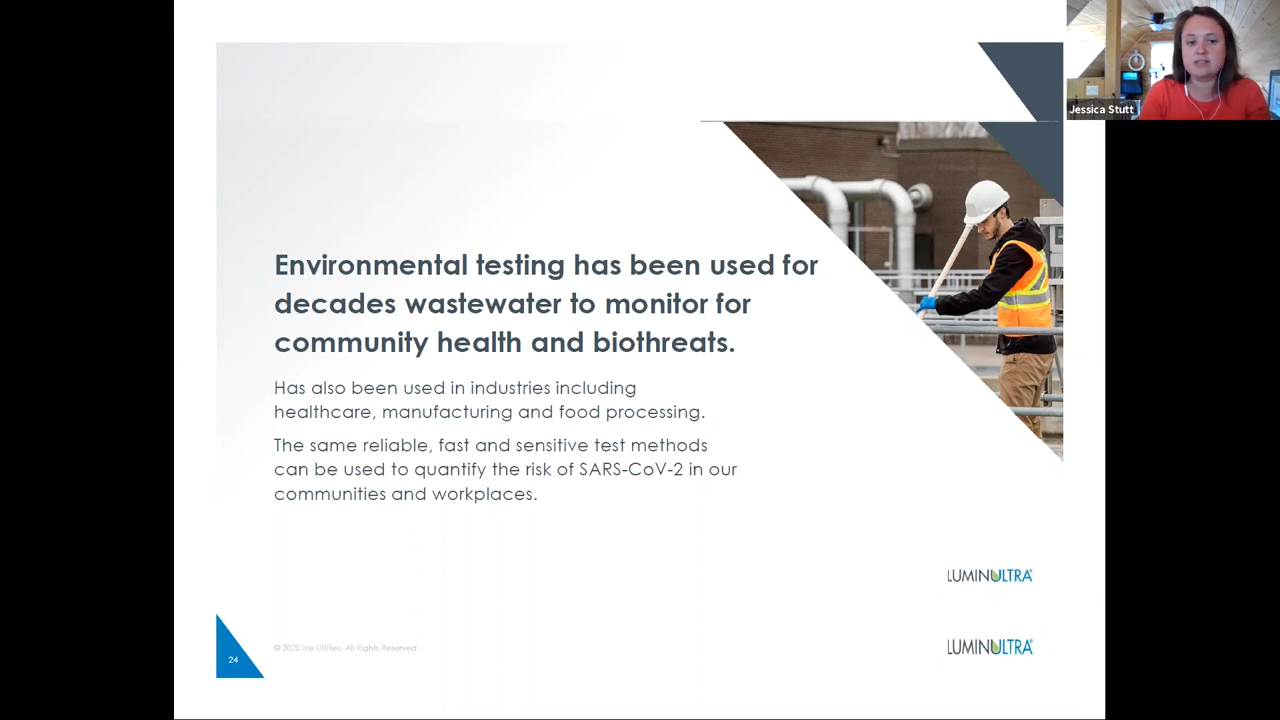 Jessica Stutt
Environmental testing has been used for
decades wastewater to monitor for
community health and biothreats.
Has also been used in industries including
healthcare, manufacturing and food processing.
The same reliable, fast and sensitive test methods
can be used to quantify the risk of SARS-CoV-2 in our
communities and workplaces.
LUMINULTRA®
© 2020 Isle Utilities. All Rights Reserved
LUMINULTRA®
24